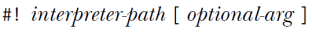 #! interpreter-path [ optional-arg ]